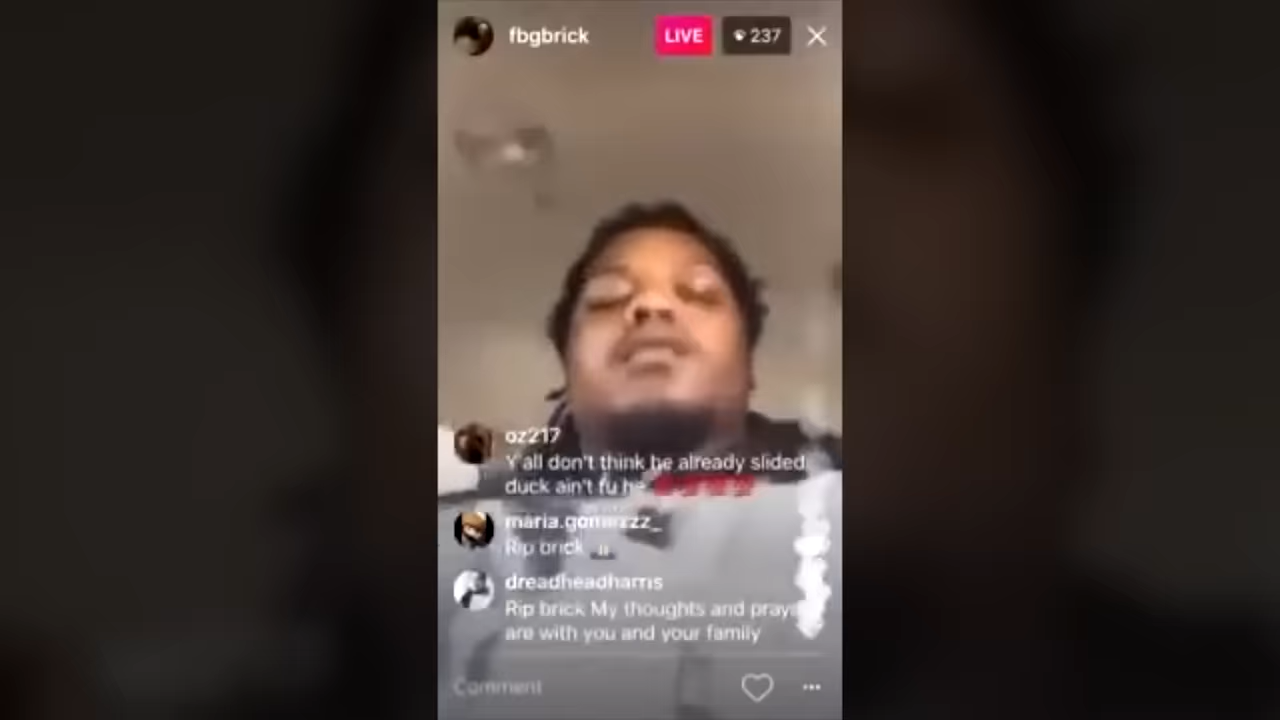 fbgbrick LIVE 237
oz217
Y'all don't think he already slided
duck ain't fu he
maria.gomezzz_
Rip brick
dreadheadharris
Rip brick My thoughts and pray
are with you and your family
Comment